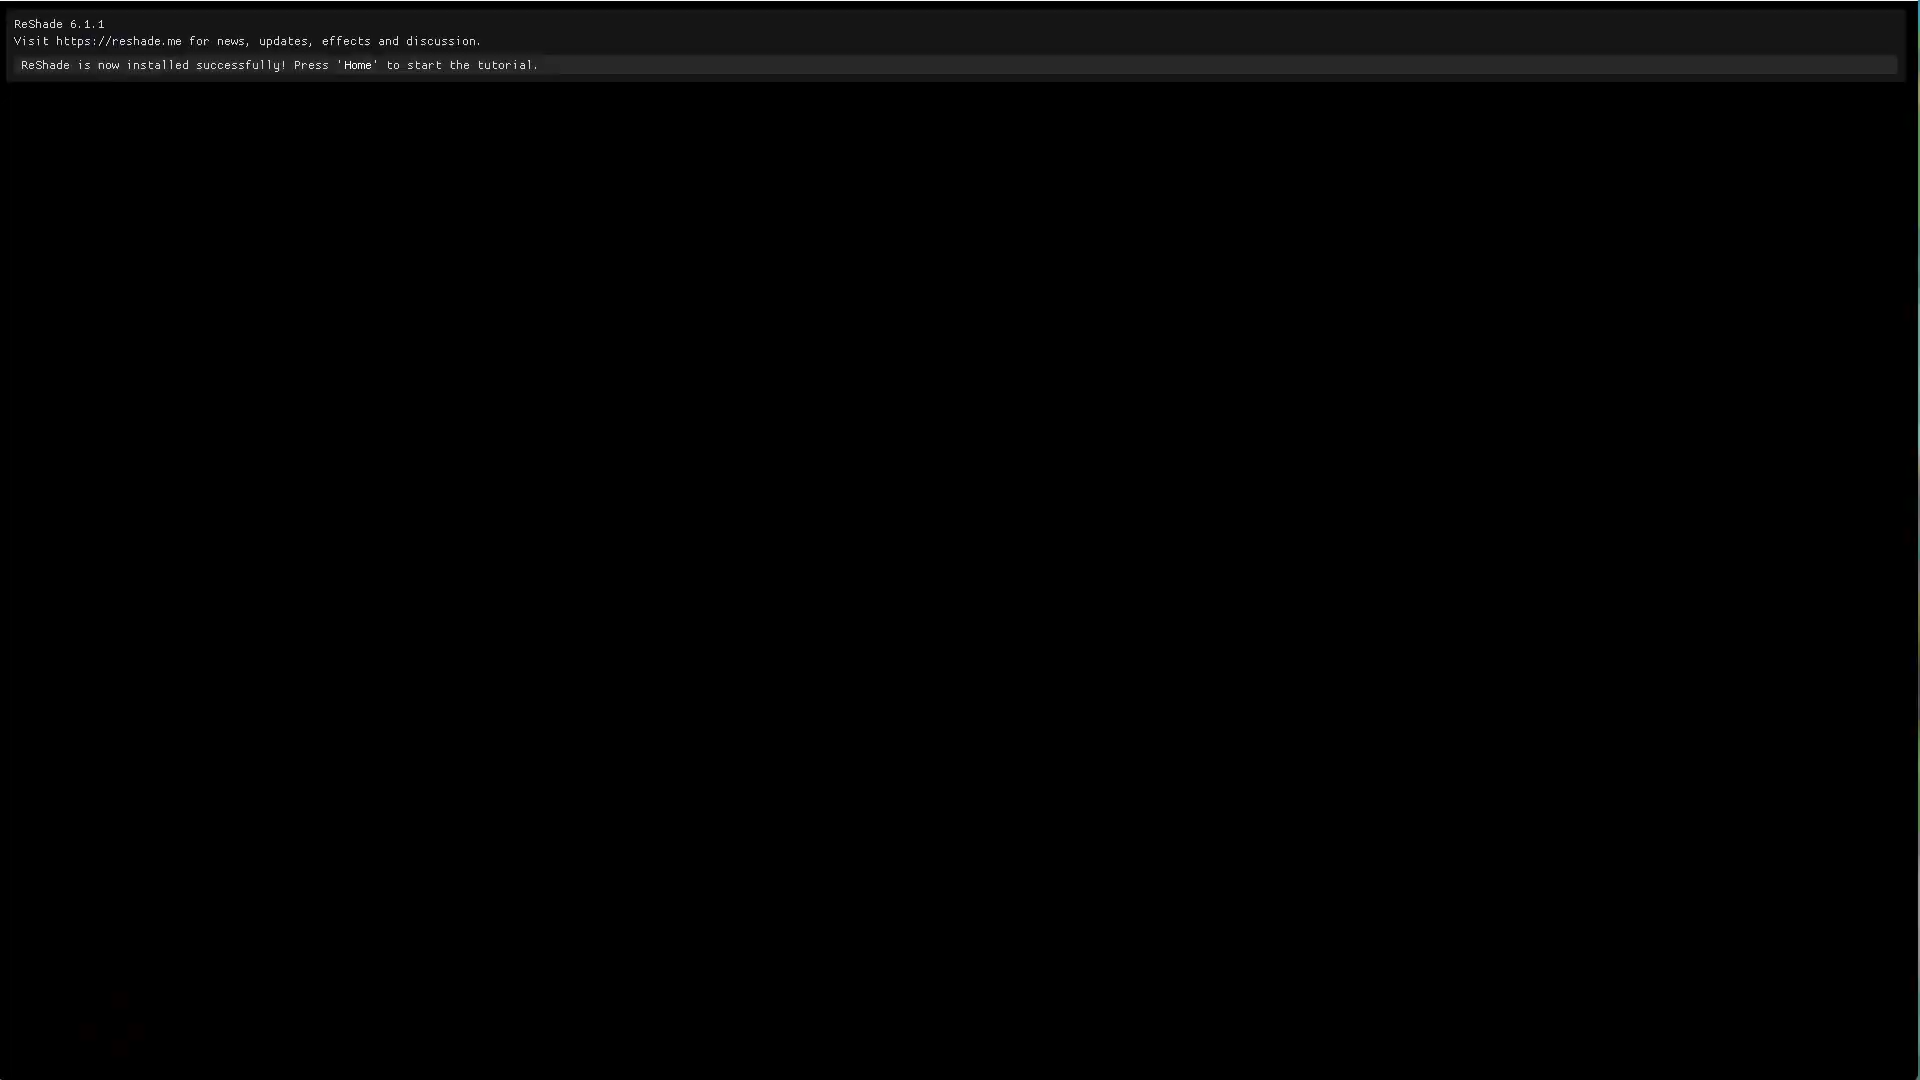 ReShade 6.1.1
Visit https://reshade.me for news, updates, effects and discussion.
ReShade is now installed successfully! Press 'Home' to start the tutorial.